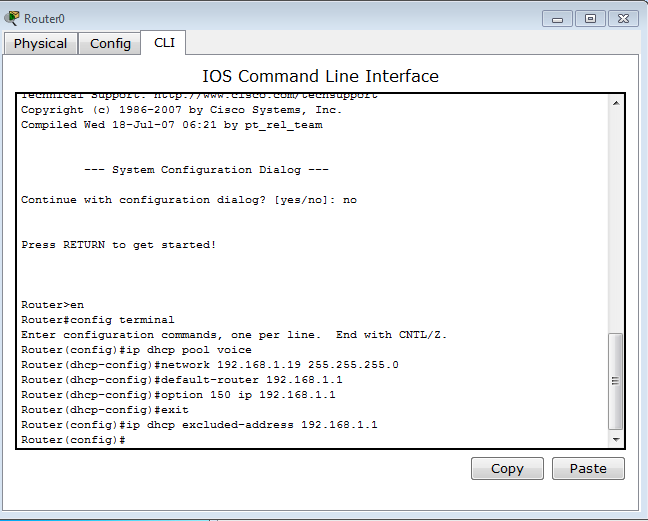 Router0
Physical Config CLI
IOS Command Line Interface
Technical Support: http://www.cisco.com/techsupport
Copyright (c) 1986-2007 by Cisco Systems, Inc.
Compiled Wed 18-Jul-07 06:21 by pt_rel_team
--- System Configuration Dialog ---
Continue with configuration dialog? [yes/no]: no
Press RETURN to get started!
Router>en
Router#config terminal
Enter configuration commands, one per line.  End with CNTL/Z.
Router(config)#ip dhcp pool voice
Router(dhcp-config)#network 192.168.1.19 255.255.255.0
Router(dhcp-config)#default-router 192.168.1.1
Router(dhcp-config)#option 150 ip 192.168.1.1
Router(dhcp-config)#exit
Router(config)#ip dhcp excluded-address 192.168.1.1
Router(config)#
Copy Paste